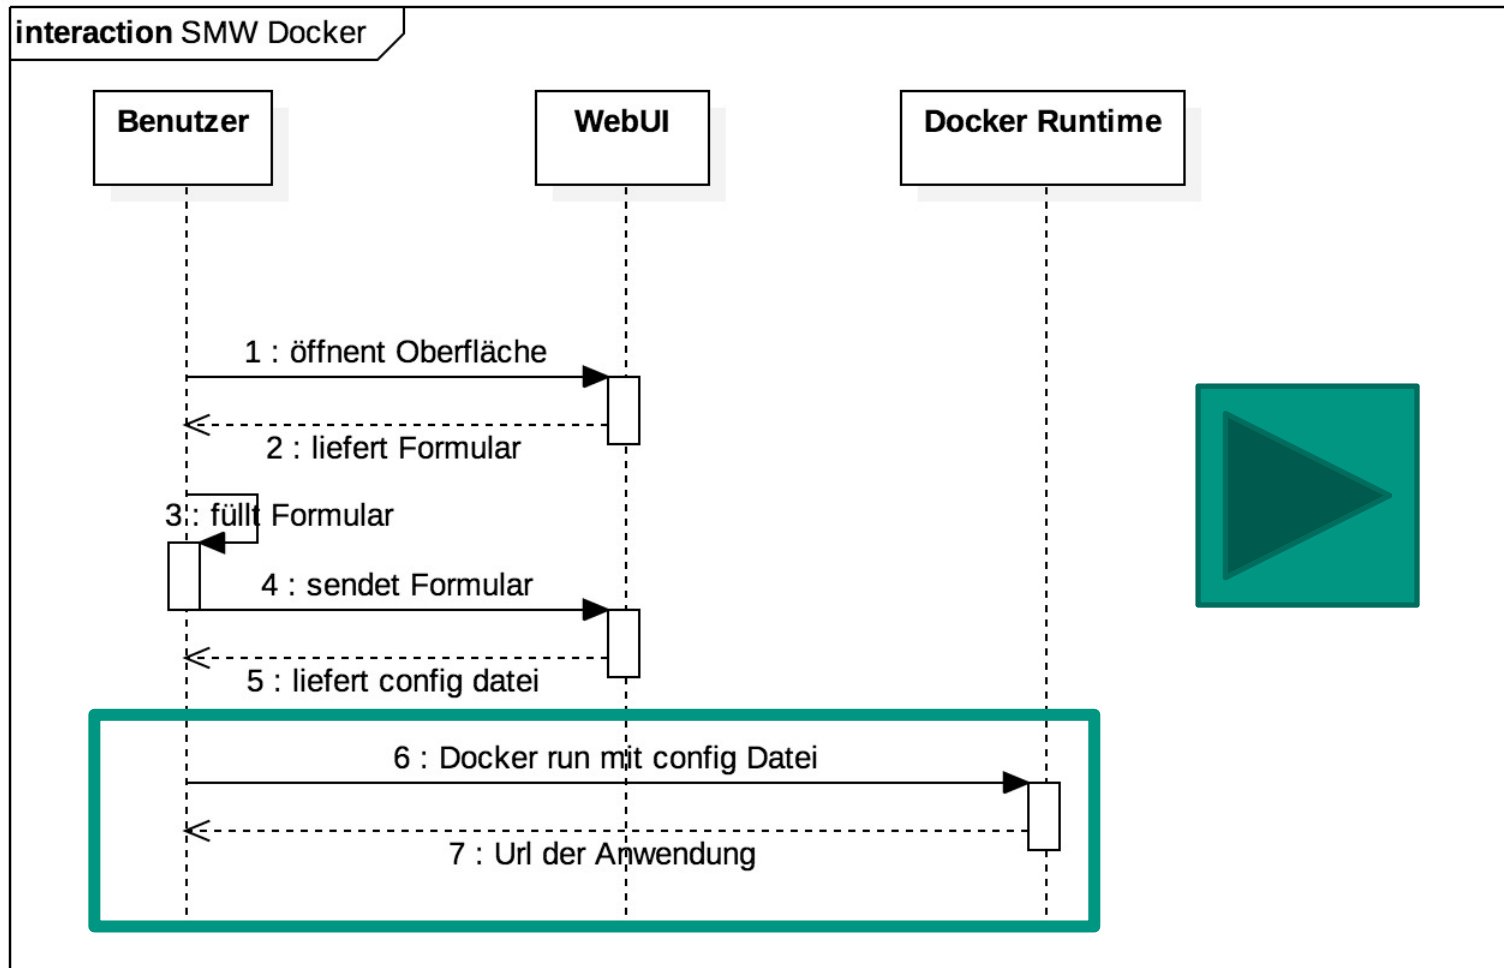 interaction SMW Docker
Benutzer
WebUI
Docker Runtime
1 : öffnent Oberfläche
2 : liefert Formular
3 : füllt Formular
4 : sendet Formular
5 : liefert config datei
6 : Docker run mit config Datei
7 : Url der Anwendung